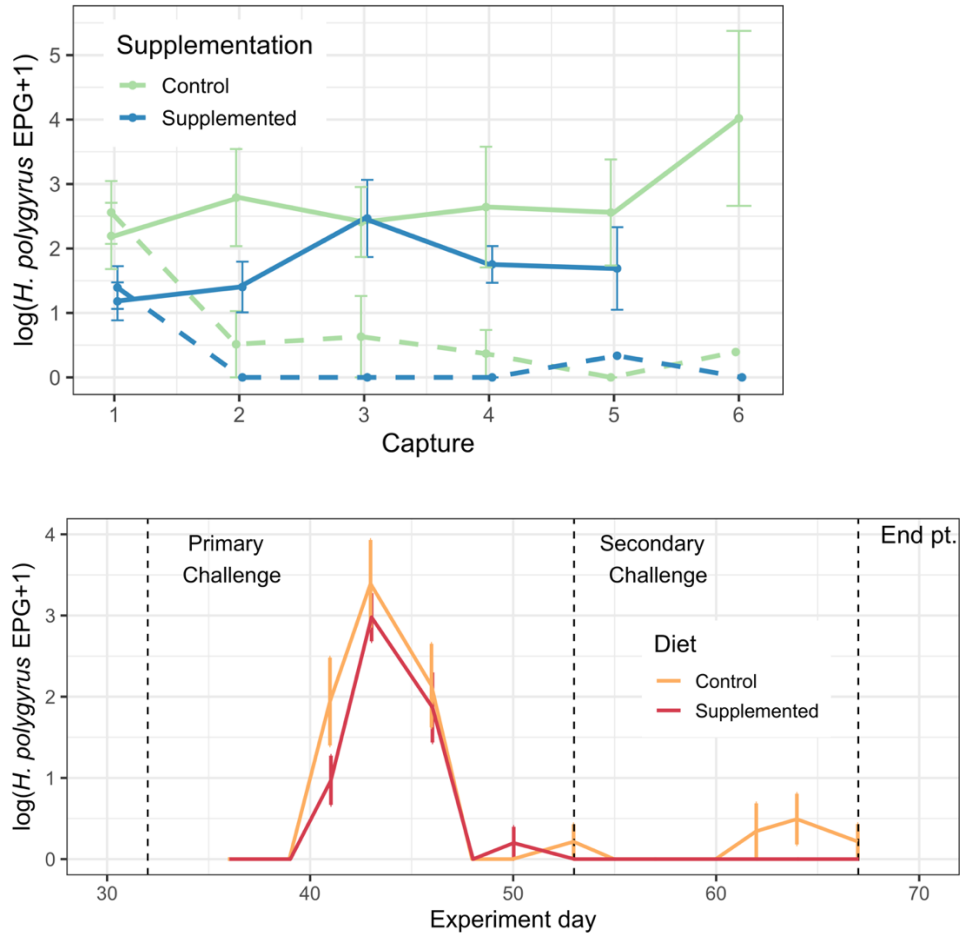 log(H. polygyrus EPG+1)
5
4
3
2
1
0
Supplementation
Control
Supplemented
1 2 3 4 5 6
Capture
log(H. polygyrus EPG+1)
4
3
2
1
0
Primary
Challenge
Secondary
Challenge
End pt.
Diet
Control
Supplemented
30 40 50 60 70
Experiment day